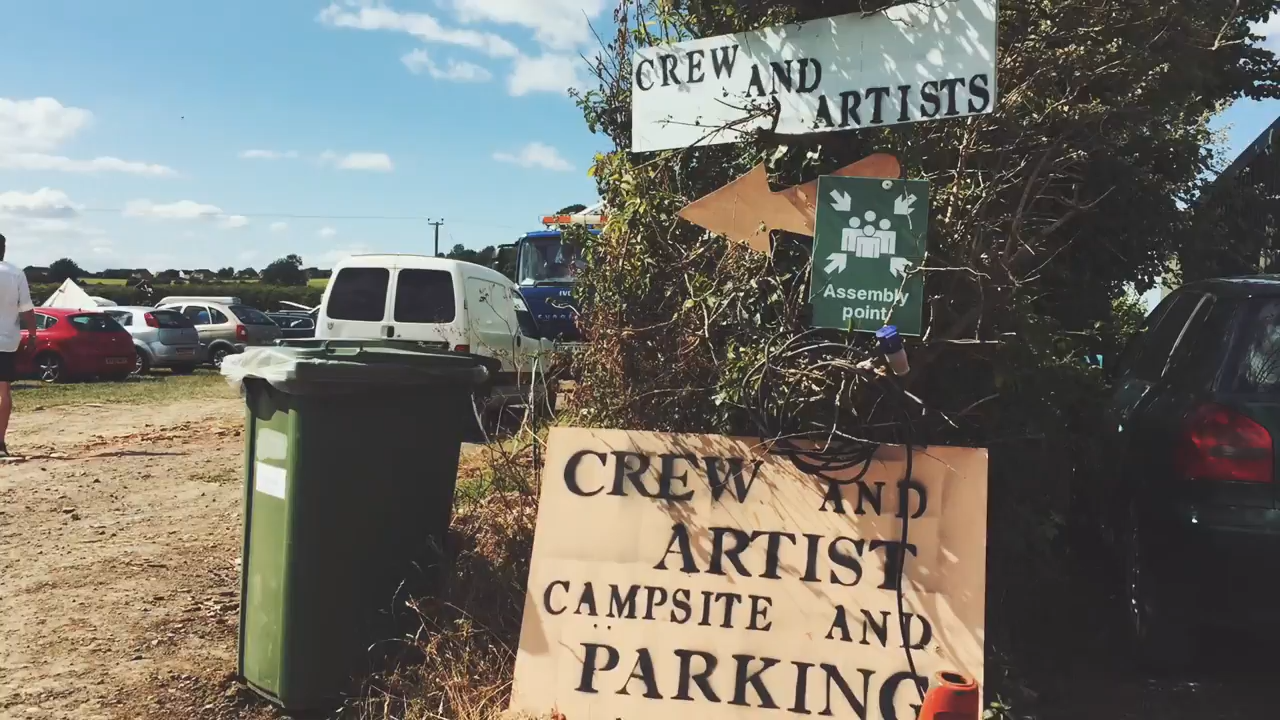 CREW AND ARTISTS
Assembly
point
CREW AND
ARTIST
CAMPSITE AND
PARKING